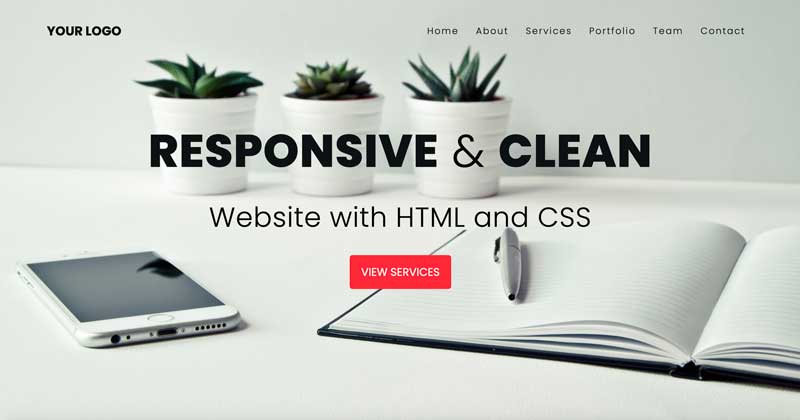 YOUR LOGO
Home About Services Portfolio Team Contact
RESPONSIVE & CLEAN
Website with HTML and CSS
VIEW SERVICES